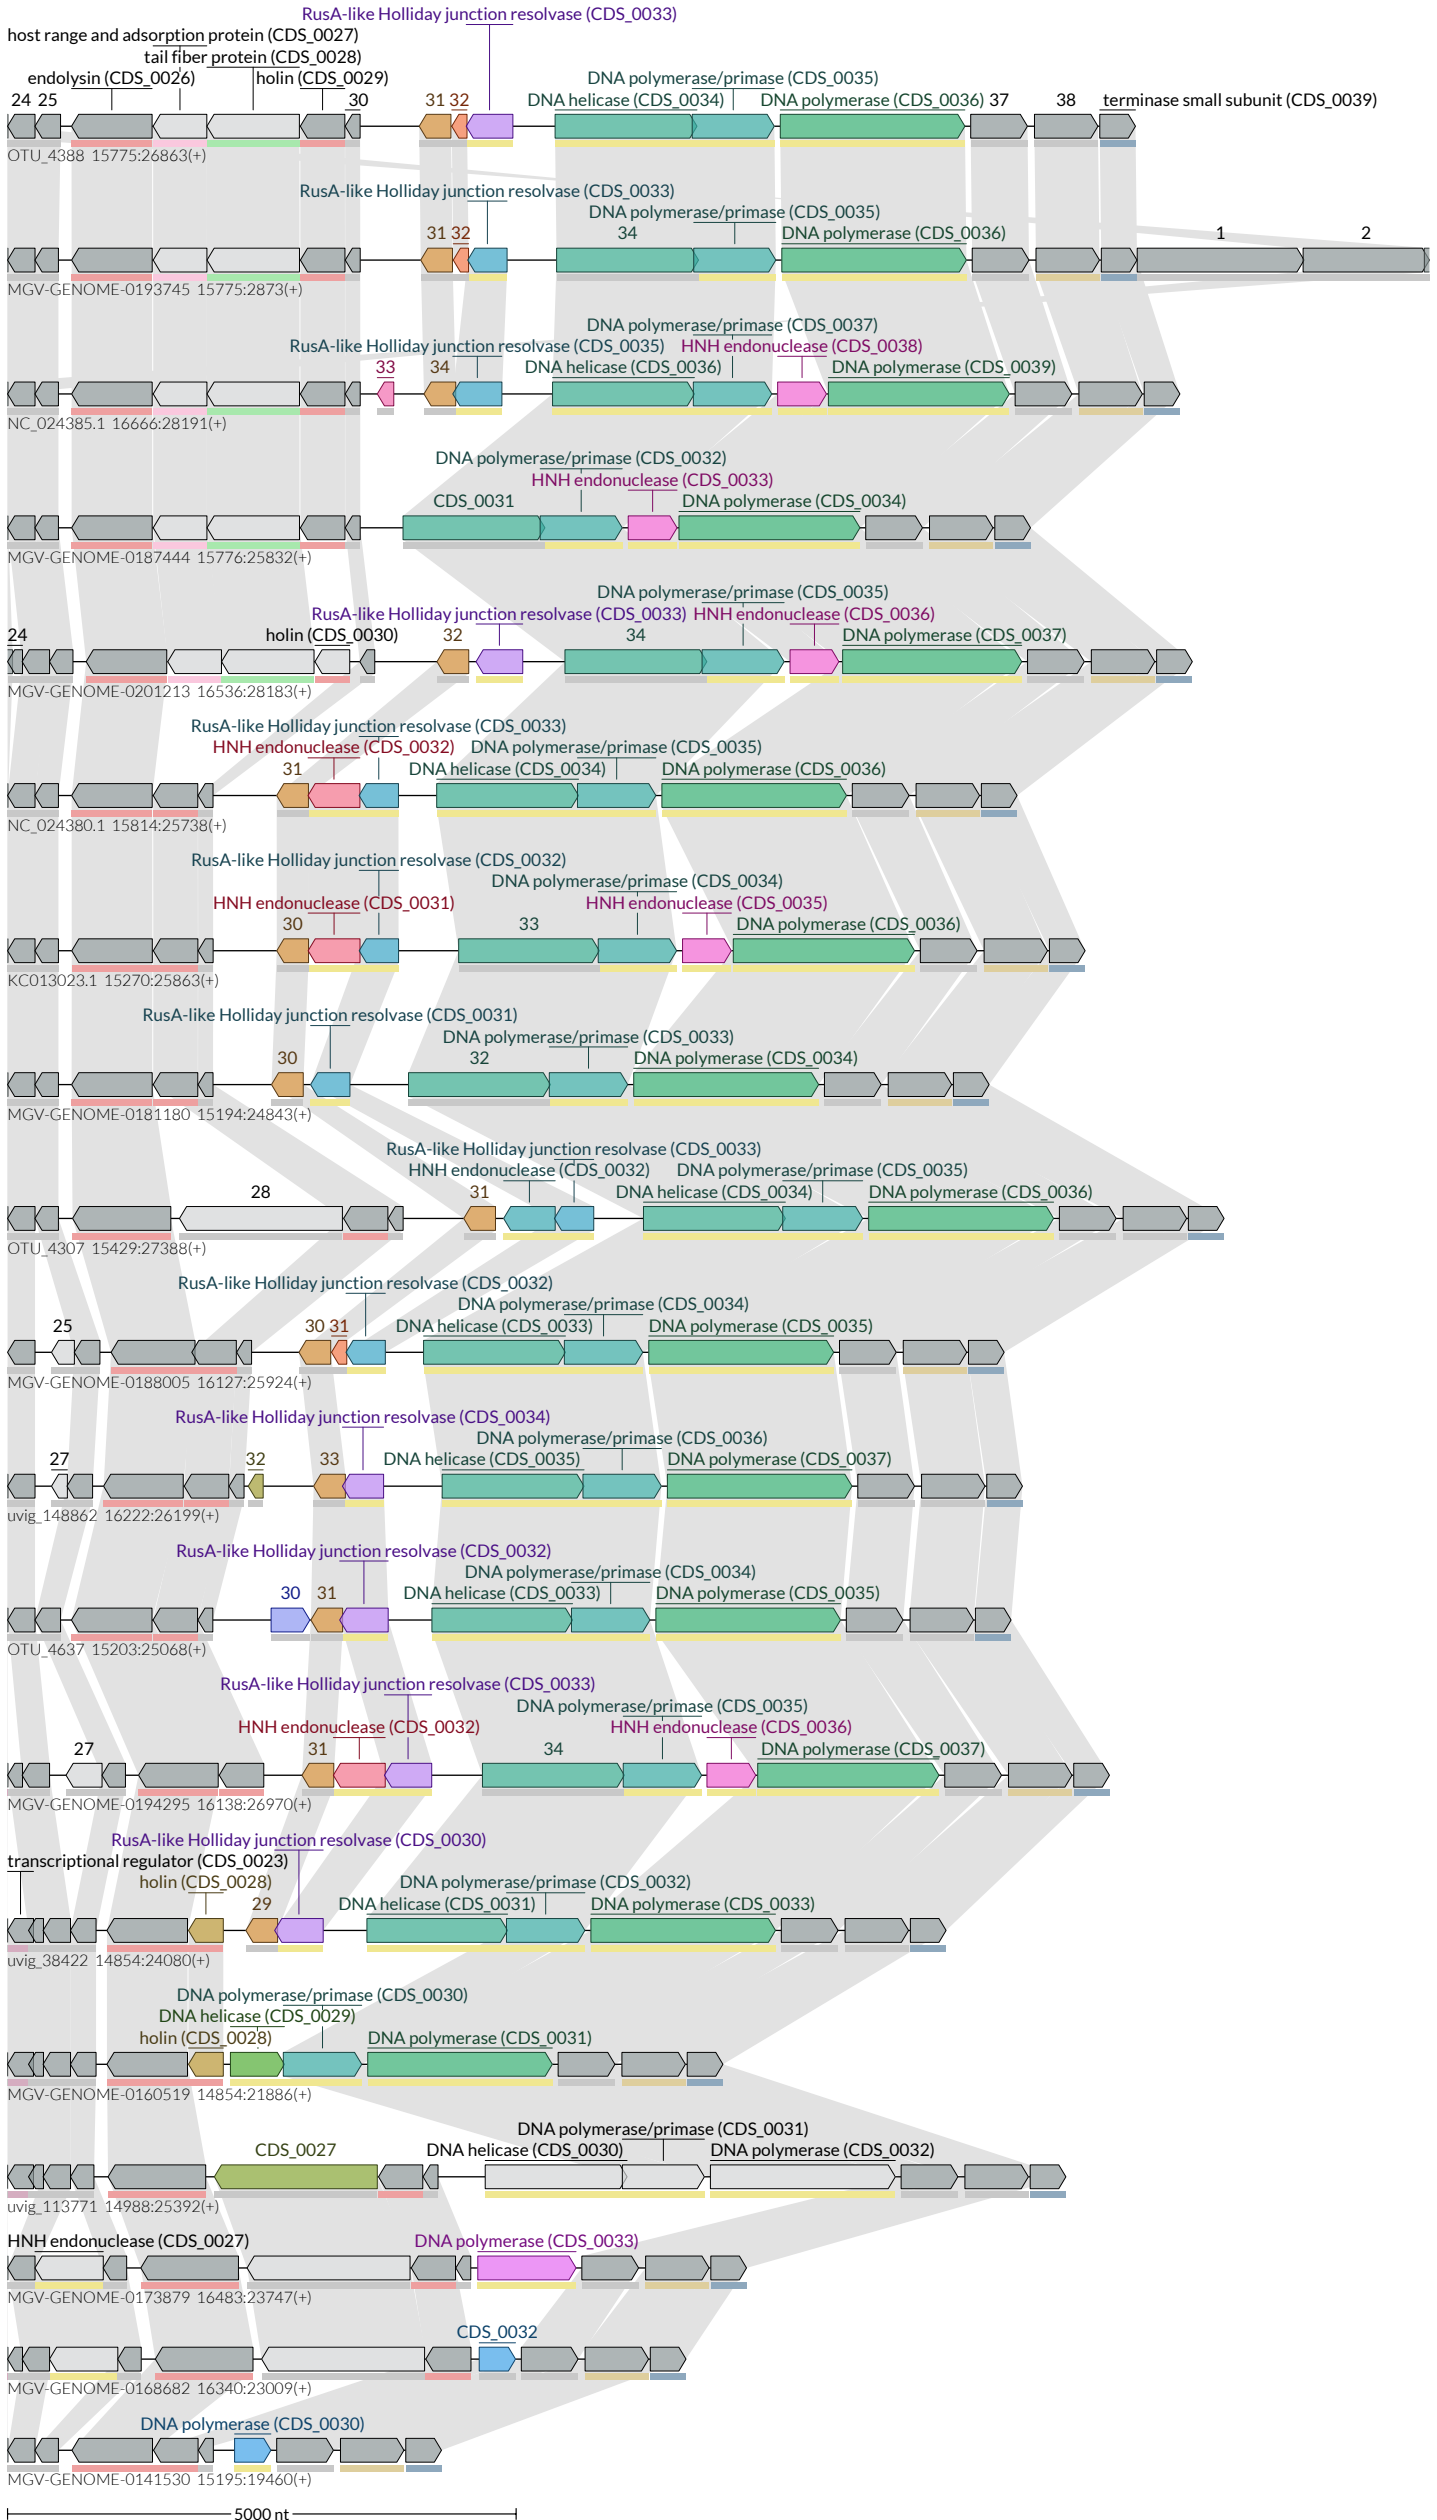 RusA-like Holliday junction resolvase (CDS_0033)
host range and adsorption protein (CDS_0027)
tail fiber protein (CDS_0028)
endolysin (CDS_0026) holin (CDS_0029) DNA polymerase/primase (CDS_0035)
24 25 30 31 32 DNA helicase (CDS_0034) DNA polymerase (CDS_0036) 37 38 terminase small subunit (CDS_0039)
OTU_4388 15775:26863(+)
RusA-like Holliday junction resolvase (CDS_0033)
DNA polymerase/primase (CDS_0035)
31 32 34 DNA polymerase (CDS_0036) 1 2
MGV-GENOME-0193745 15775:2873(+)
DNA polymerase/primase (CDS_0037)
RusA-like Holliday junction resolvase (CDS_0035) HNH endonuclease (CDS_0038)
33 34 DNA helicase (CDS_0036) DNA polymerase (CDS_0039)
NC_024385.1 16666:28191(+)
DNA polymerase/primase (CDS_0032)
HNH endonuclease (CDS_0033)
CDS_0031 DNA polymerase (CDS_0034)
MGV-GENOME-0187444 15776:25832(+)
DNA polymerase/primase (CDS_0035)
RusA-like Holliday junction resolvase (CDS_0033) HNH endonuclease (CDS_0036)
24 holin (CDS_0030) 32 34 DNA polymerase (CDS_0037)
MGV-GENOME-0201213 16536:28183(+)
RusA-like Holliday junction resolvase (CDS_0033)
HNH endonuclease (CDS_0032) DNA polymerase/primase (CDS_0035)
31 DNA helicase (CDS_0034) DNA polymerase (CDS_0036)
NC_024380.1 15814:25738(+)
RusA-like Holliday junction resolvase (CDS_0032)
DNA polymerase/primase (CDS_0034)
HNH endonuclease (CDS_0031) HNH endonuclease (CDS_0035)
30 33 DNA polymerase (CDS_0036)
KC013023.1 15270:25863(+)
RusA-like Holliday junction resolvase (CDS_0031)
DNA polymerase/primase (CDS_0033)
30 32 DNA polymerase (CDS_0034)
MGV-GENOME-0181180 15194:24843(+)
RusA-like Holliday junction resolvase (CDS_0033)
HNH endonuclease (CDS_0032) DNA polymerase/primase (CDS_0035)
28 31 DNA helicase (CDS_0034) DNA polymerase (CDS_0036)
OTU_4307 15429:27388(+)
RusA-like Holliday junction resolvase (CDS_0032)
DNA polymerase/primase (CDS_0034)
25 30 31 DNA helicase (CDS_0033) DNA polymerase (CDS_0035)
MGV-GENOME-0188005 16127:25924(+)
RusA-like Holliday junction resolvase (CDS_0034)
DNA polymerase/primase (CDS_0036)
27 32 33 DNA helicase (CDS_0035) DNA polymerase (CDS_0037)
uvig_148862 16222:26199(+)
RusA-like Holliday junction resolvase (CDS_0032)
DNA polymerase/primase (CDS_0034)
30 31 DNA helicase (CDS_0033) DNA polymerase (CDS_0035)
OTU_4637 15203:25068(+)
RusA-like Holliday junction resolvase (CDS_0033)
DNA polymerase/primase (CDS_0035)
HNH endonuclease (CDS_0032) HNH endonuclease (CDS_0036)
27 31 34 DNA polymerase (CDS_0037)
MGV-GENOME-0194295 16138:26970(+)
RusA-like Holliday junction resolvase (CDS_0030)
transcriptional regulator (CDS_0023)
holin (CDS_0028) DNA polymerase/primase (CDS_0032)
29 DNA helicase (CDS_0031) DNA polymerase (CDS_0033)
uvig_38422 14854:24080(+)
DNA polymerase/primase (CDS_0030)
DNA helicase (CDS_0029)
holin (CDS_0028) DNA polymerase (CDS_0031)
MGV-GENOME-0160519 14854:21886(+)
DNA polymerase/primase (CDS_0031)
CDS_0027 DNA helicase (CDS_0030) DNA polymerase (CDS_0032)
uvig_113771 14988:25392(+)
HNH endonuclease (CDS_0027) DNA polymerase (CDS_0033)
MGV-GENOME-0173879 16483:23747(+)
CDS_0032
MGV-GENOME-0168682 16340:23009(+)
DNA polymerase (CDS_0030)
MGV-GENOME-0141530 15195:19460(+)
5000 nt